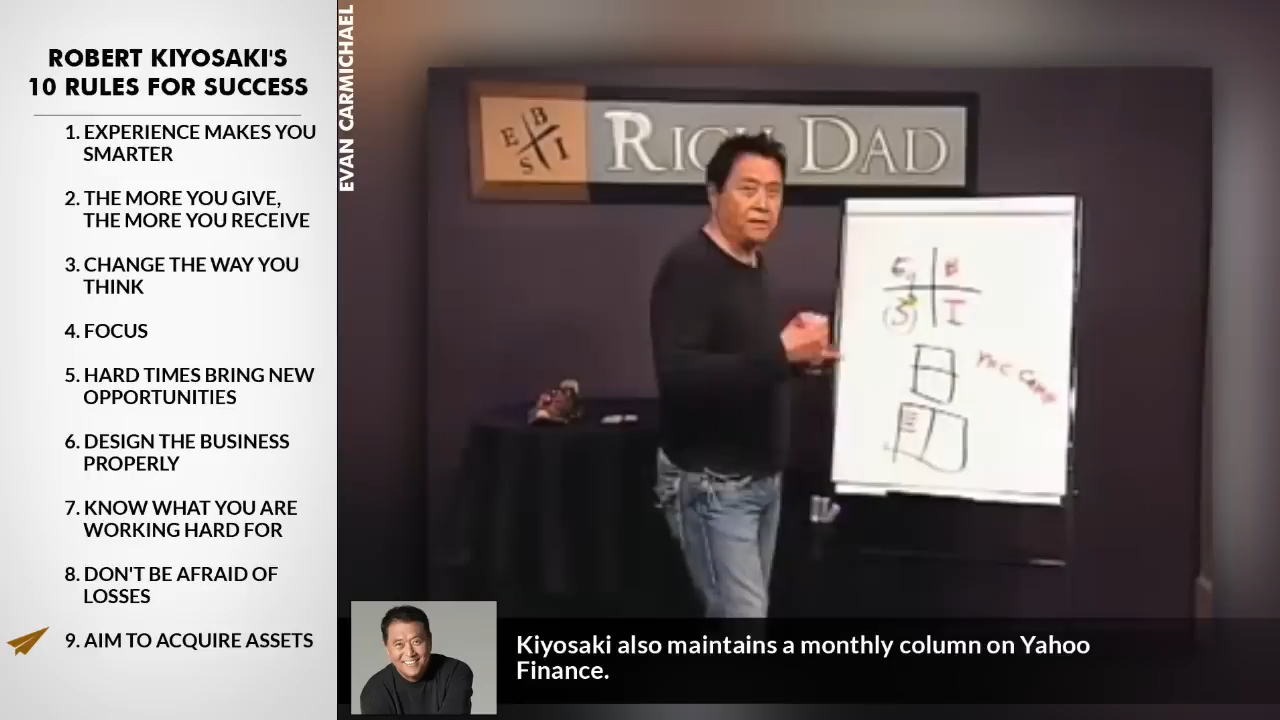 ROBERT KIYOSAKI'S
10 RULES FOR SUCCESS
1. EXPERIENCE MAKES YOU
SMARTER
2. THE MORE YOU GIVE,
THE MORE YOU RECEIVE
3. CHANGE THE WAY YOU
THINK
4. FOCUS
5. HARD TIMES BRING NEW
OPPORTUNITIES
6. DESIGN THE BUSINESS
PROPERLY
7. KNOW WHAT YOU ARE
WORKING HARD FOR
8. DON'T BE AFRAID OF
LOSSES
9. AIM TO ACQUIRE ASSETS
EVAN CARMICHAEL
E B
S I
RICH DAD
E B
S I
Kiyosaki also maintains a monthly column on Yahoo
Finance.